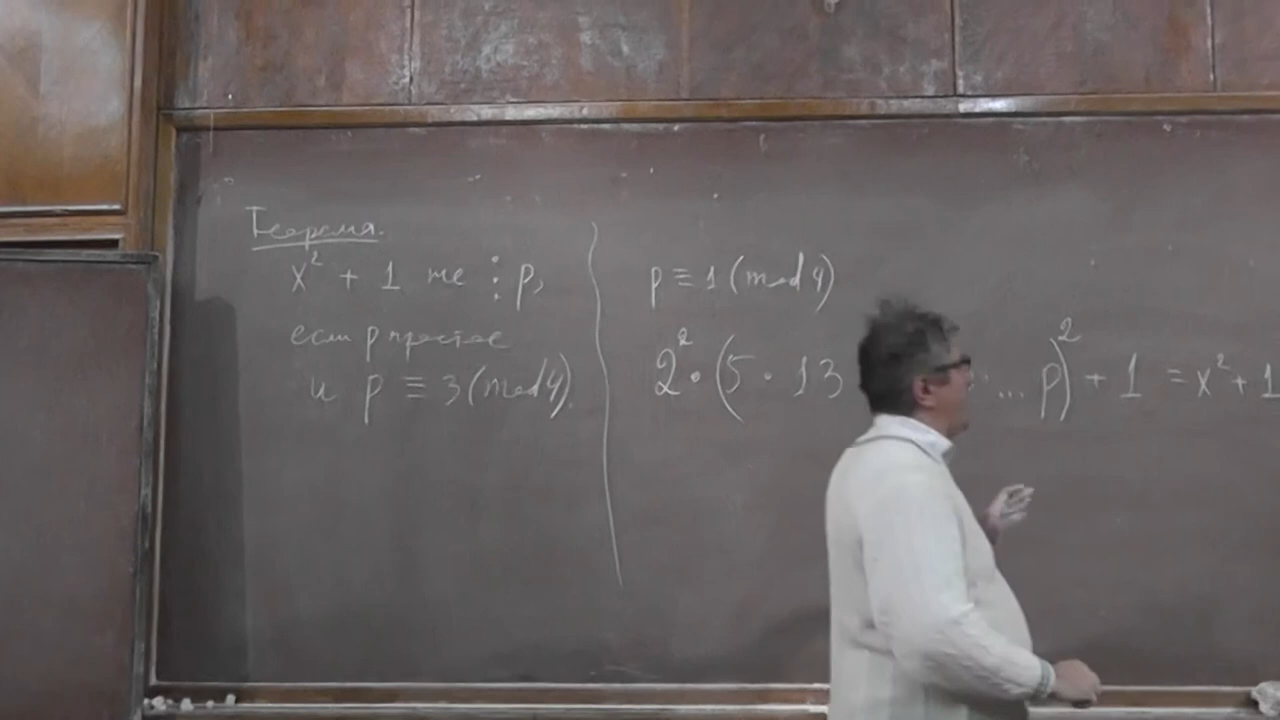 Теорема.
x² + 1 не ⋮ p,
если p простое
и p ≡ 3 (mod 4).
p ≡ 1 (mod 4)
2² · (5 · 13 ... p)² + 1 = x² + 1